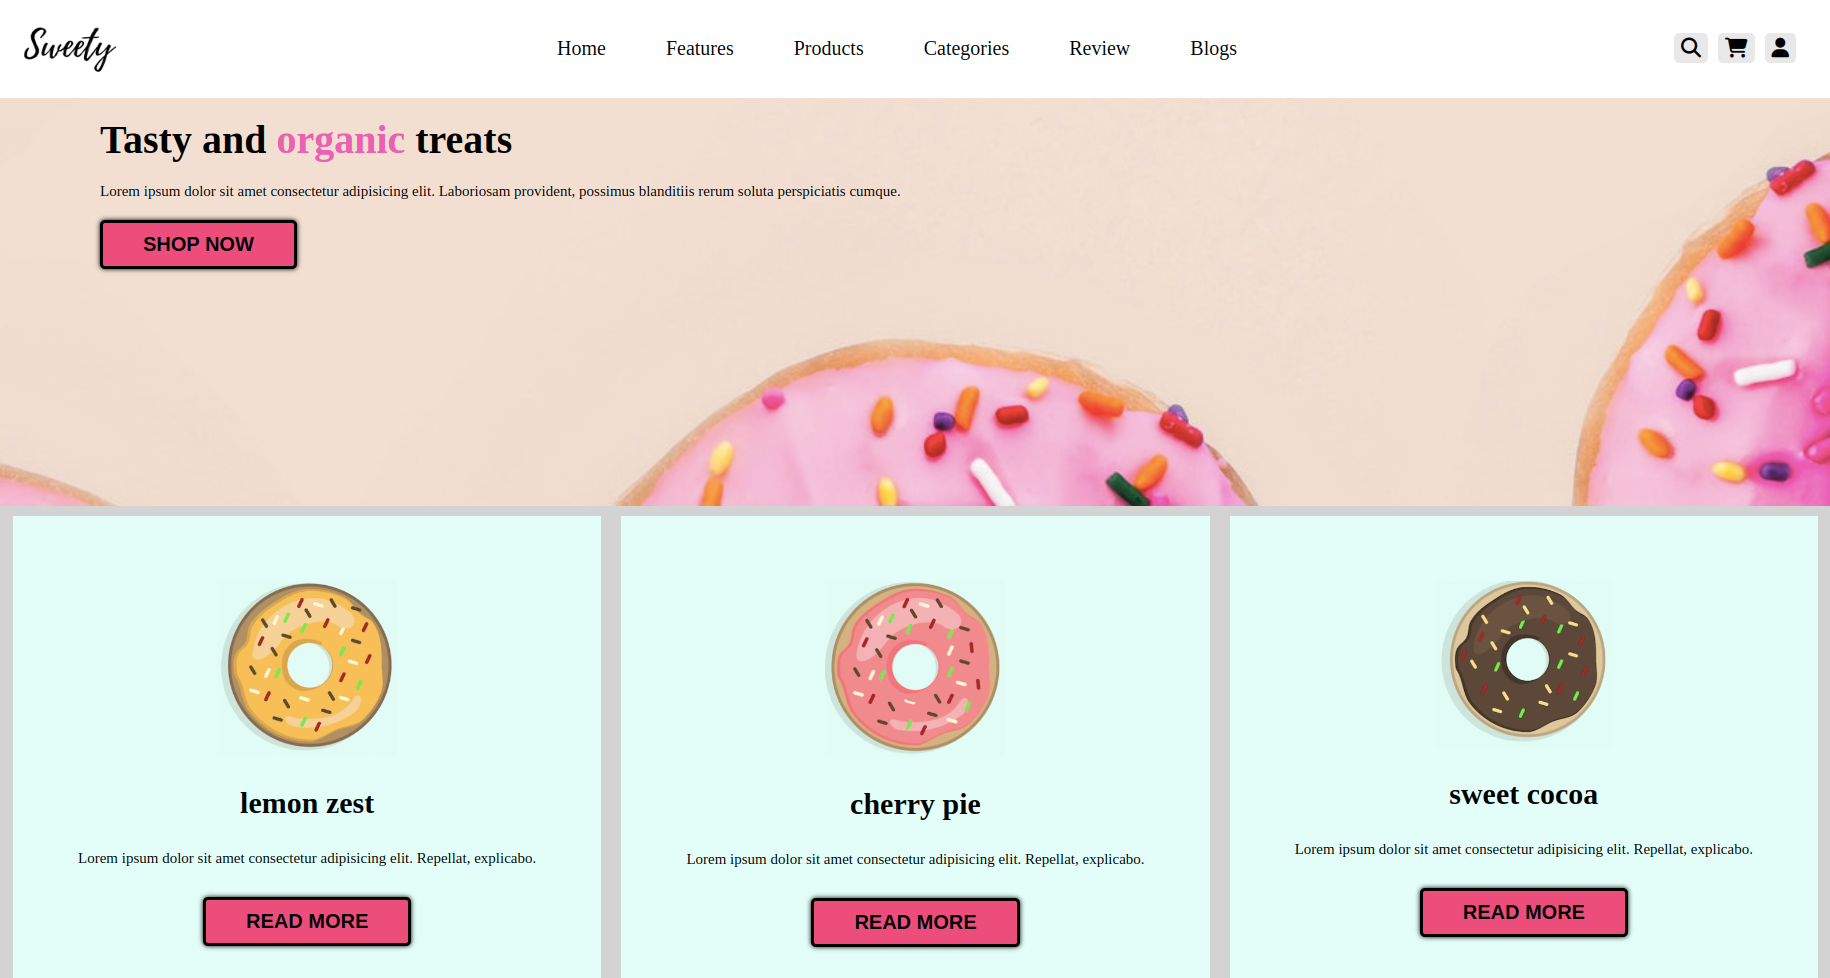 Sweety
Home Features Products Categories Review Blogs
Tasty and organic treats
Lorem ipsum dolor sit amet consectetur adipisicing elit. Laboriosam provident, possimus blanditiis rerum soluta perspiciatis cumque.
SHOP NOW
lemon zest
Lorem ipsum dolor sit amet consectetur adipisicing elit. Repellat, explicabo.
READ MORE
cherry pie
Lorem ipsum dolor sit amet consectetur adipisicing elit. Repellat, explicabo.
READ MORE
sweet cocoa
Lorem ipsum dolor sit amet consectetur adipisicing elit. Repellat, explicabo.
READ MORE